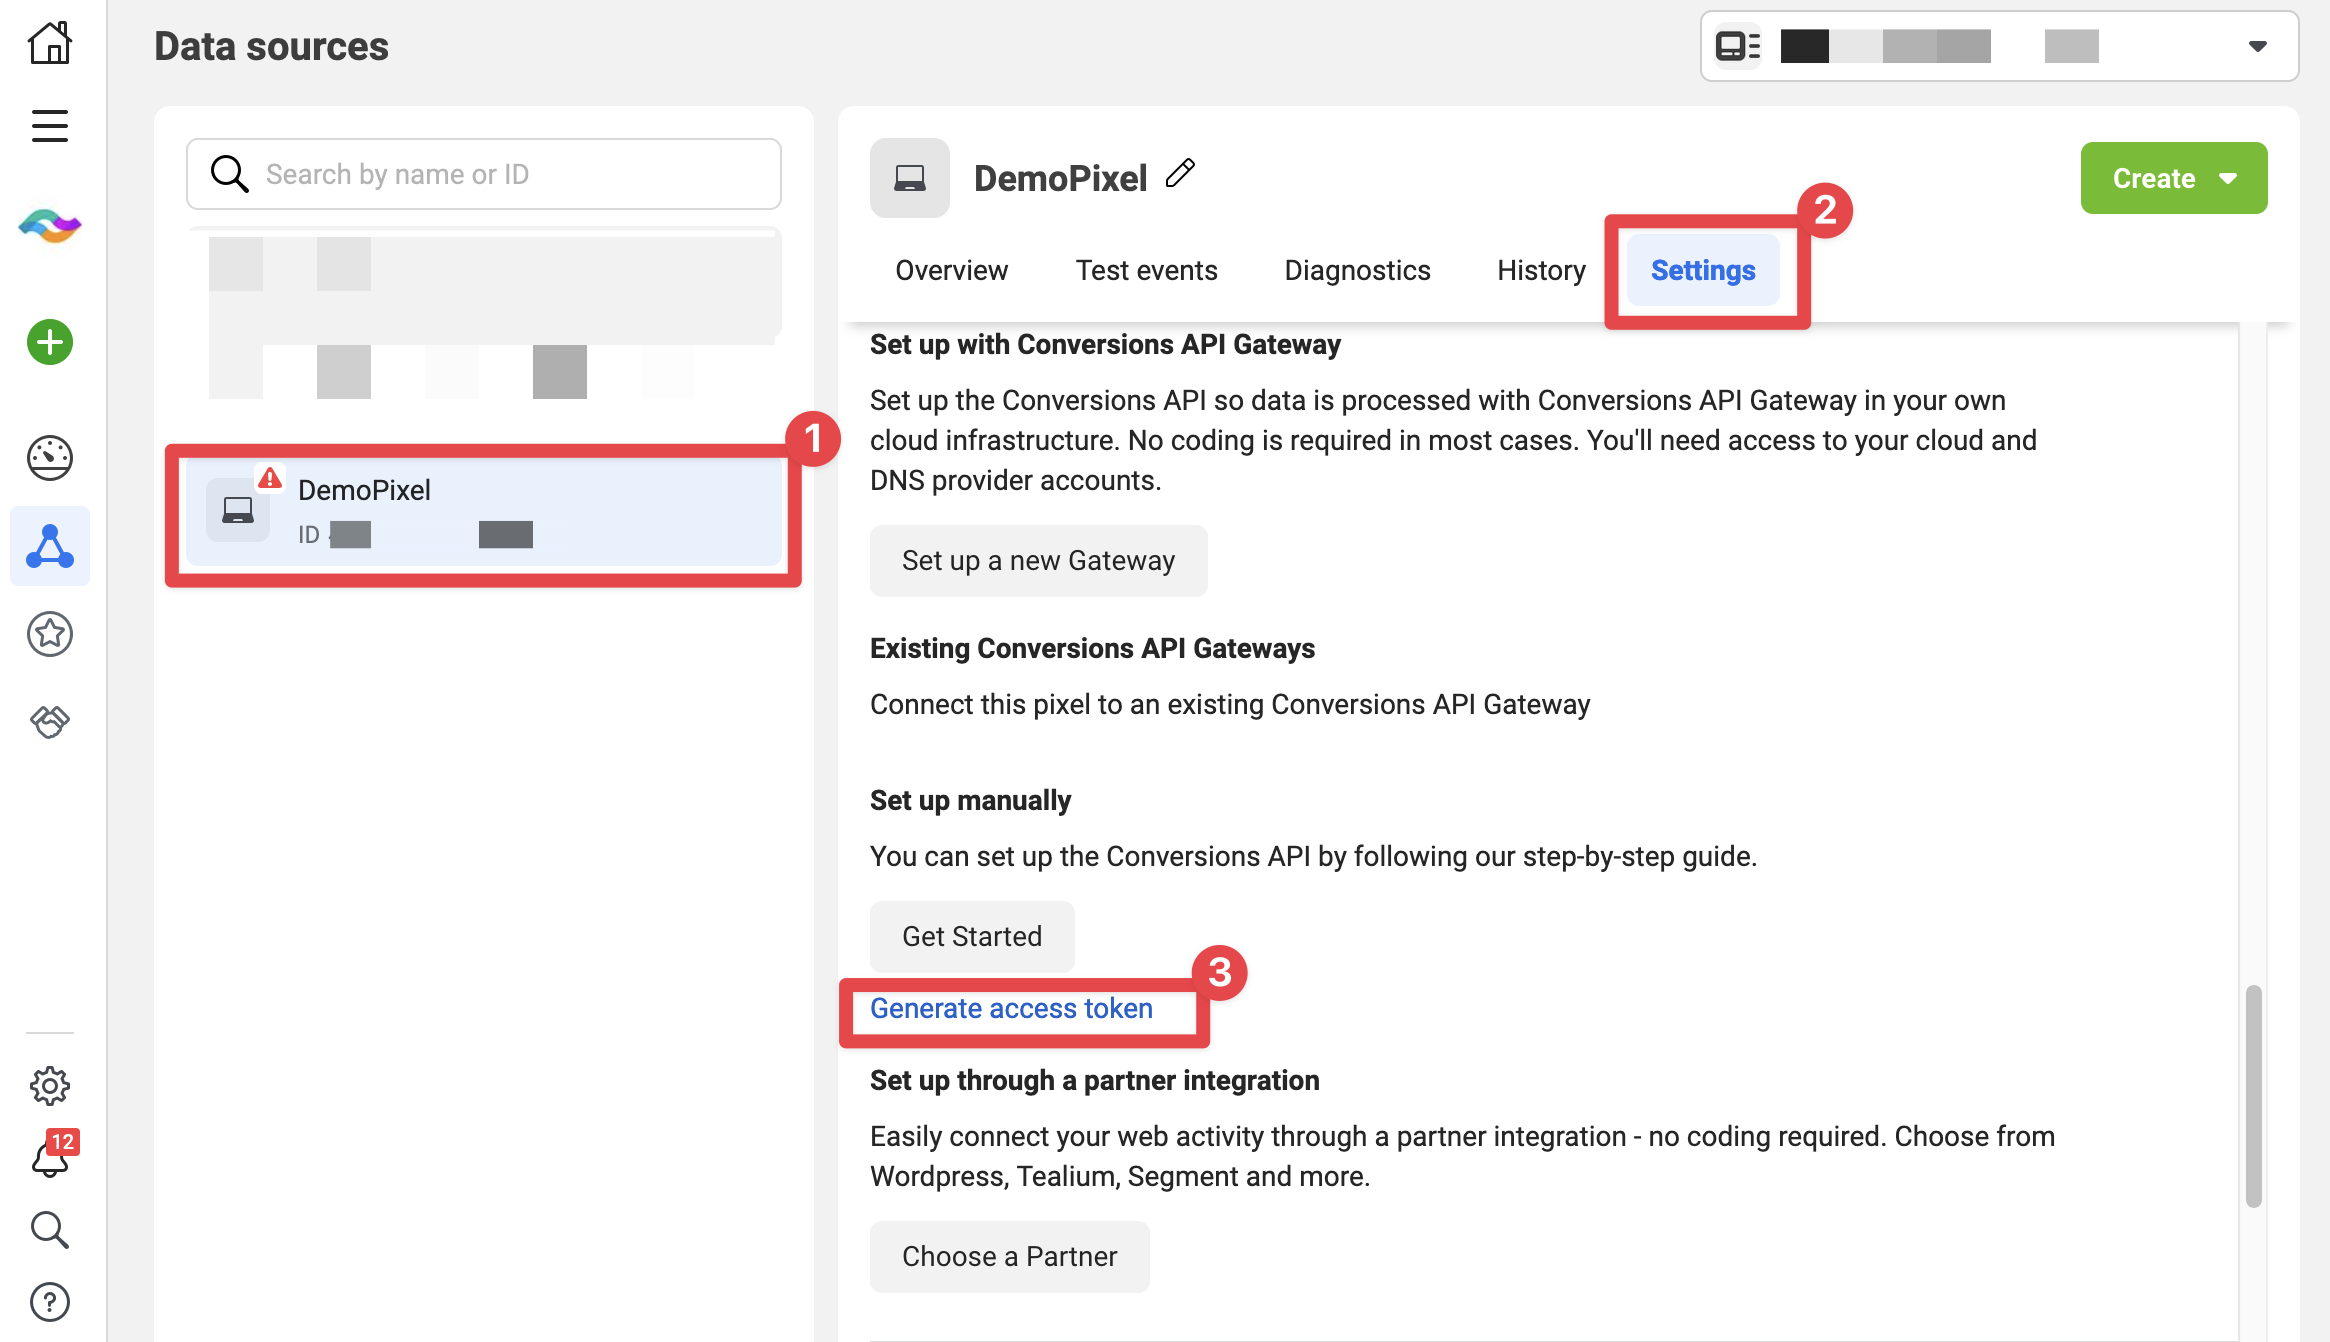 Data sources
Search by name or ID
DemoPixel
Create
2
Overview
Test events
Diagnostics
History
Settings
1
DemoPixel
ID
Set up with Conversions API Gateway
Set up the Conversions API so data is processed with Conversions API Gateway in your own
cloud infrastructure. No coding is required in most cases. You'll need access to your cloud and
DNS provider accounts.
Set up a new Gateway
Existing Conversions API Gateways
Connect this pixel to an existing Conversions API Gateway
Set up manually
You can set up the Conversions API by following our step-by-step guide.
Get Started
3
Generate access token
Set up through a partner integration
Easily connect your web activity through a partner integration - no coding required. Choose from
Wordpress, Tealium, Segment and more.
Choose a Partner
12
?